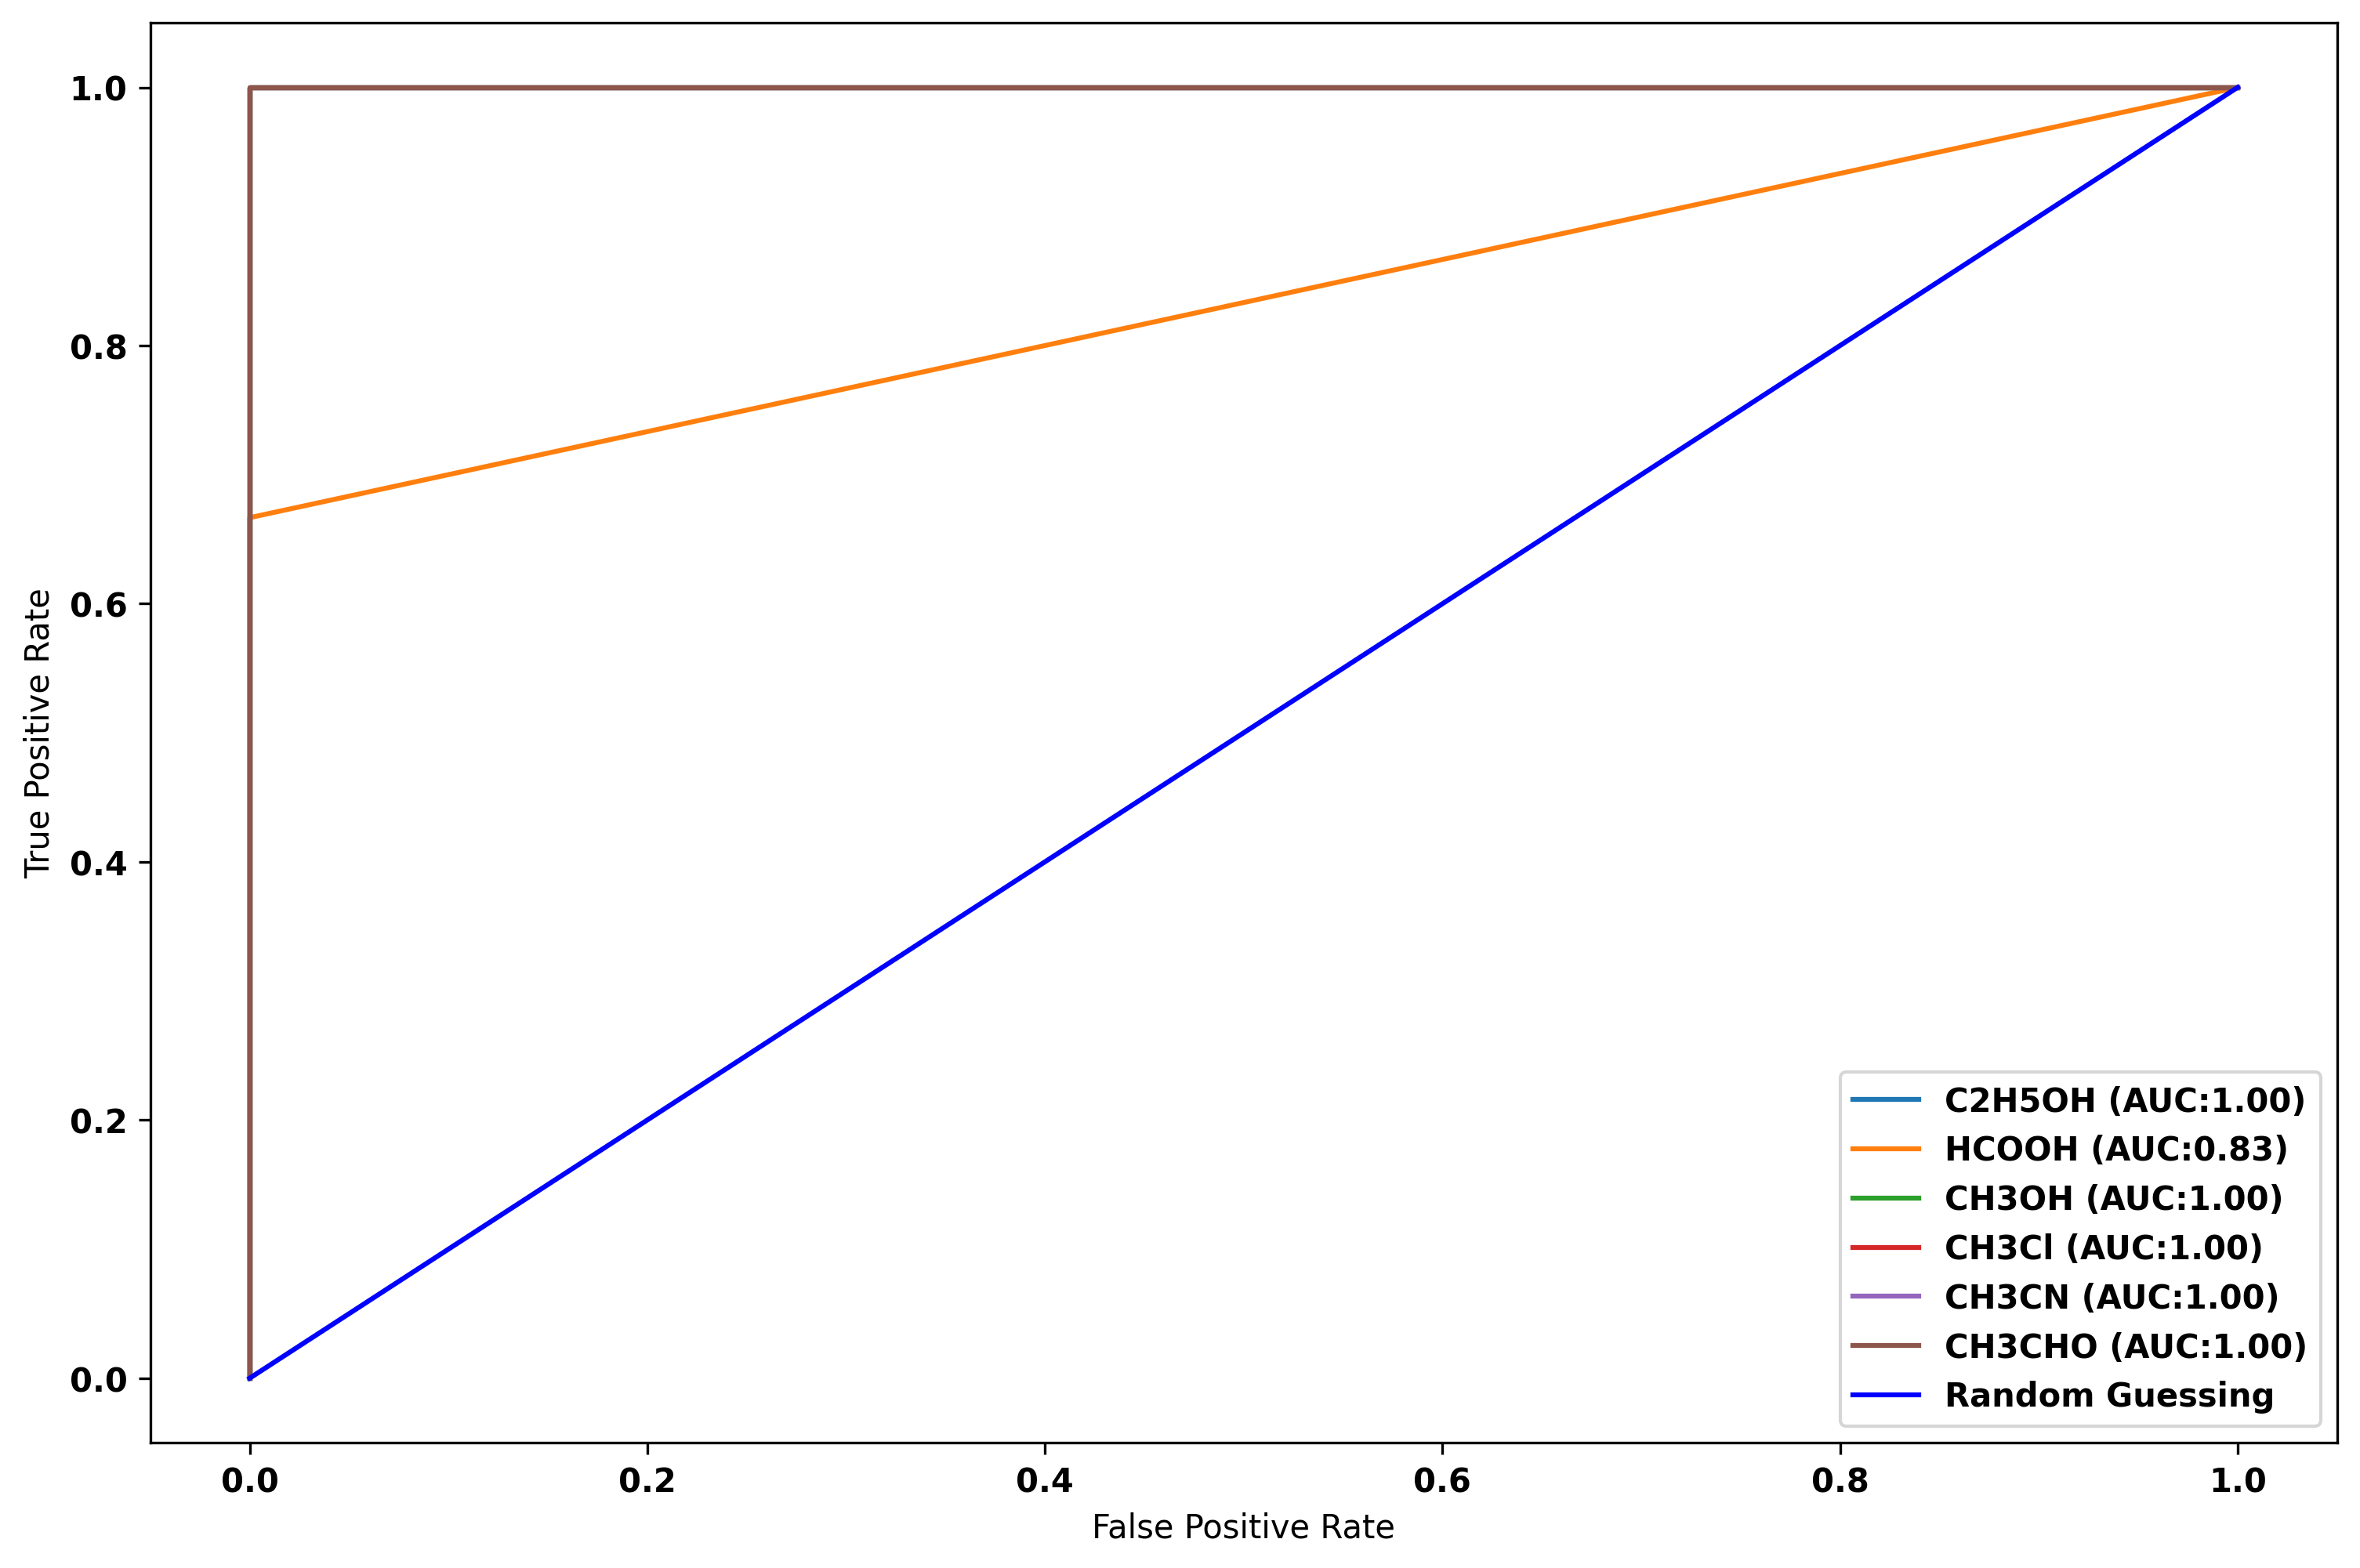 1.0
0.8
0.6
0.4
0.2
0.0
True Positive Rate
C2H5OH (AUC:1.00)
HCOOH (AUC:0.83)
CH3OH (AUC:1.00)
CH3Cl (AUC:1.00)
CH3CN (AUC:1.00)
CH3CHO (AUC:1.00)
Random Guessing
0.0 0.2 0.4 0.6 0.8 1.0
False Positive Rate